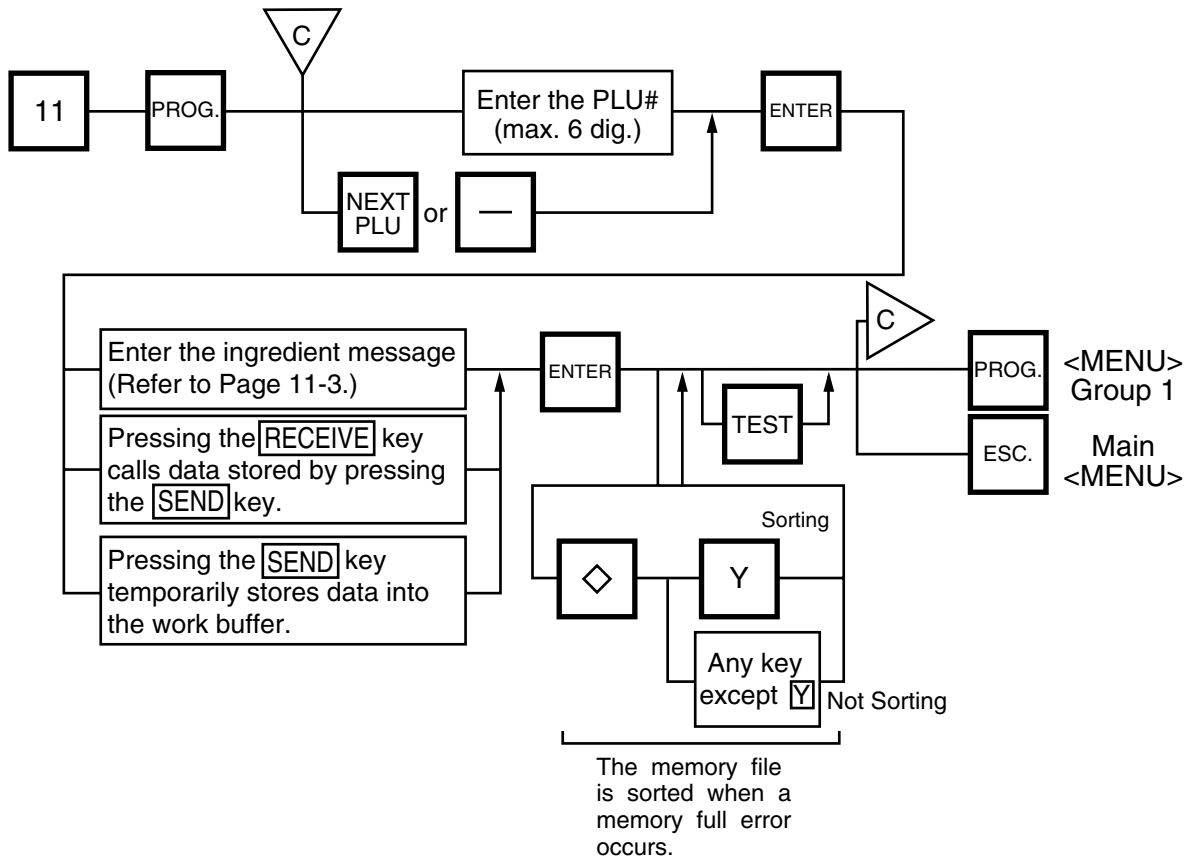 C
11
PROG.
Enter the PLU#
(max. 6 dig.)
ENTER
NEXT
PLU
or
—
C
Enter the ingredient message
(Refer to Page 11-3.)
ENTER
PROG.
<MENU>
Group 1
TEST
Pressing the RECEIVE key
calls data stored by pressing
the SEND key.
ESC.
Main
<MENU>
Sorting
Pressing the SEND key
temporarily stores data into
the work buffer.
◇
Y
Any key
except Y
Not Sorting
The memory file
is sorted when a
memory full error
occurs.